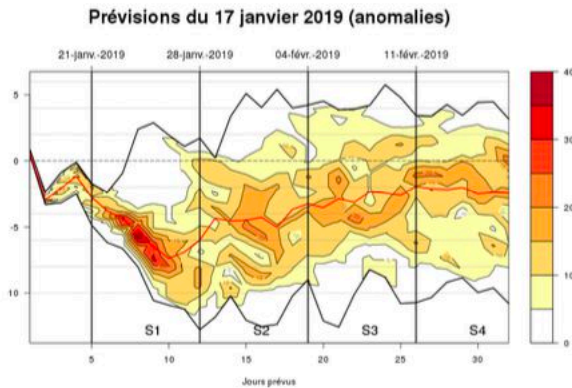 Prévisions du 17 janvier 2019 (anomalies)
21-janv.-2019 28-janv.-2019 04-févr.-2019 11-févr.-2019
5
0
-5
10
40
30
20
10
0
S1 S2 S3 S4
5 10 15 20 25 30
Jours prévus